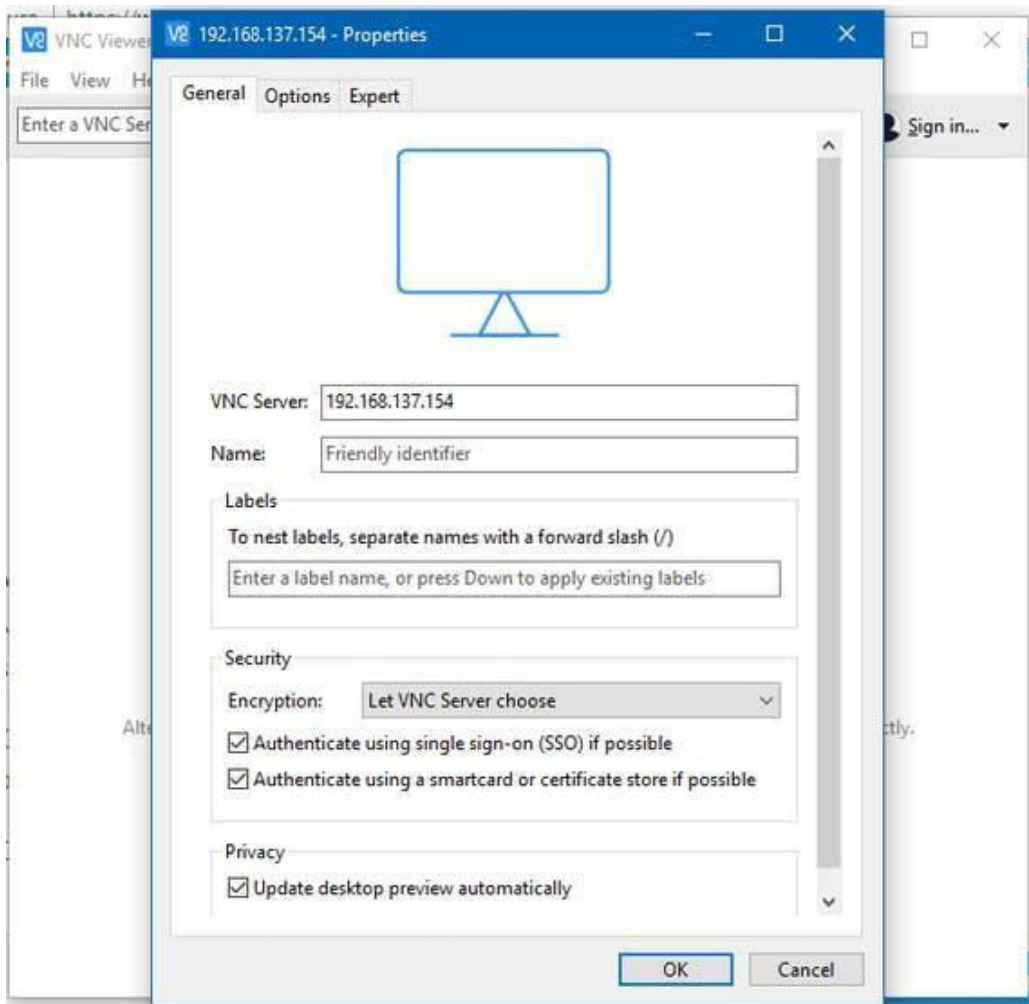 https://w
VNC Viewer
File View He
Enter a VNC Ser
Sign in...
192.168.137.154 - Properties
General Options Expert
VNC Server: 192.168.137.154
Name: Friendly identifier
Labels
To nest labels, separate names with a forward slash (/)
Enter a label name, or press Down to apply existing labels
Security
Encryption: Let VNC Server choose
Authenticate using single sign-on (SSO) if possible
Authenticate using a smartcard or certificate store if possible
Alte
ctly.
Privacy
Update desktop preview automatically
OK Cancel